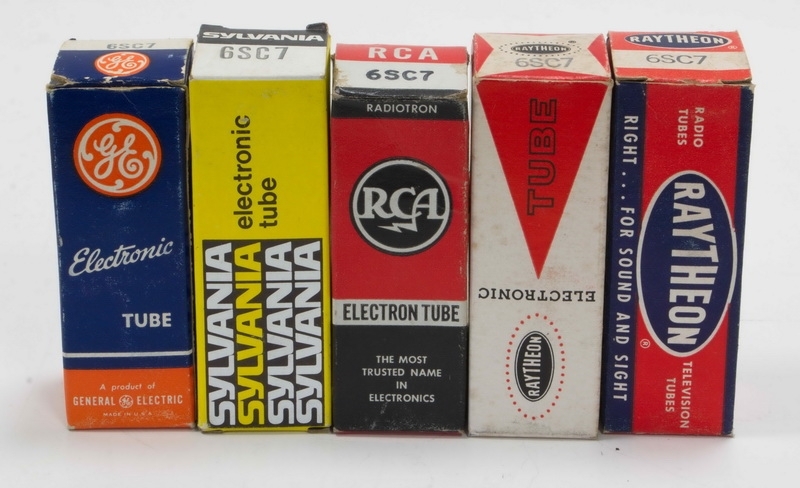 6SC7
GE
GE
Electronic
TUBE
A product of
GENERAL GE ELECTRIC
MADE IN U.S.A.
SYLVANIA
6SC7
electronic
tube
SYLVANIA
SYLVANIA
SYLVANIA
SYLVANIA
RCA
6SC7
RADIOTRON
RCA
ELECTRON TUBE
THE MOST
TRUSTED NAME
IN
ELECTRONICS
RAYTHEON
6SC7
TUBE
ELECTRONIC
RAYTHEON
RAYTHEON
®
6SC7
RADIO
TUBES
RAYTHEON
®
TELEVISION
TUBES
RIGHT... FOR SOUND AND SIGHT